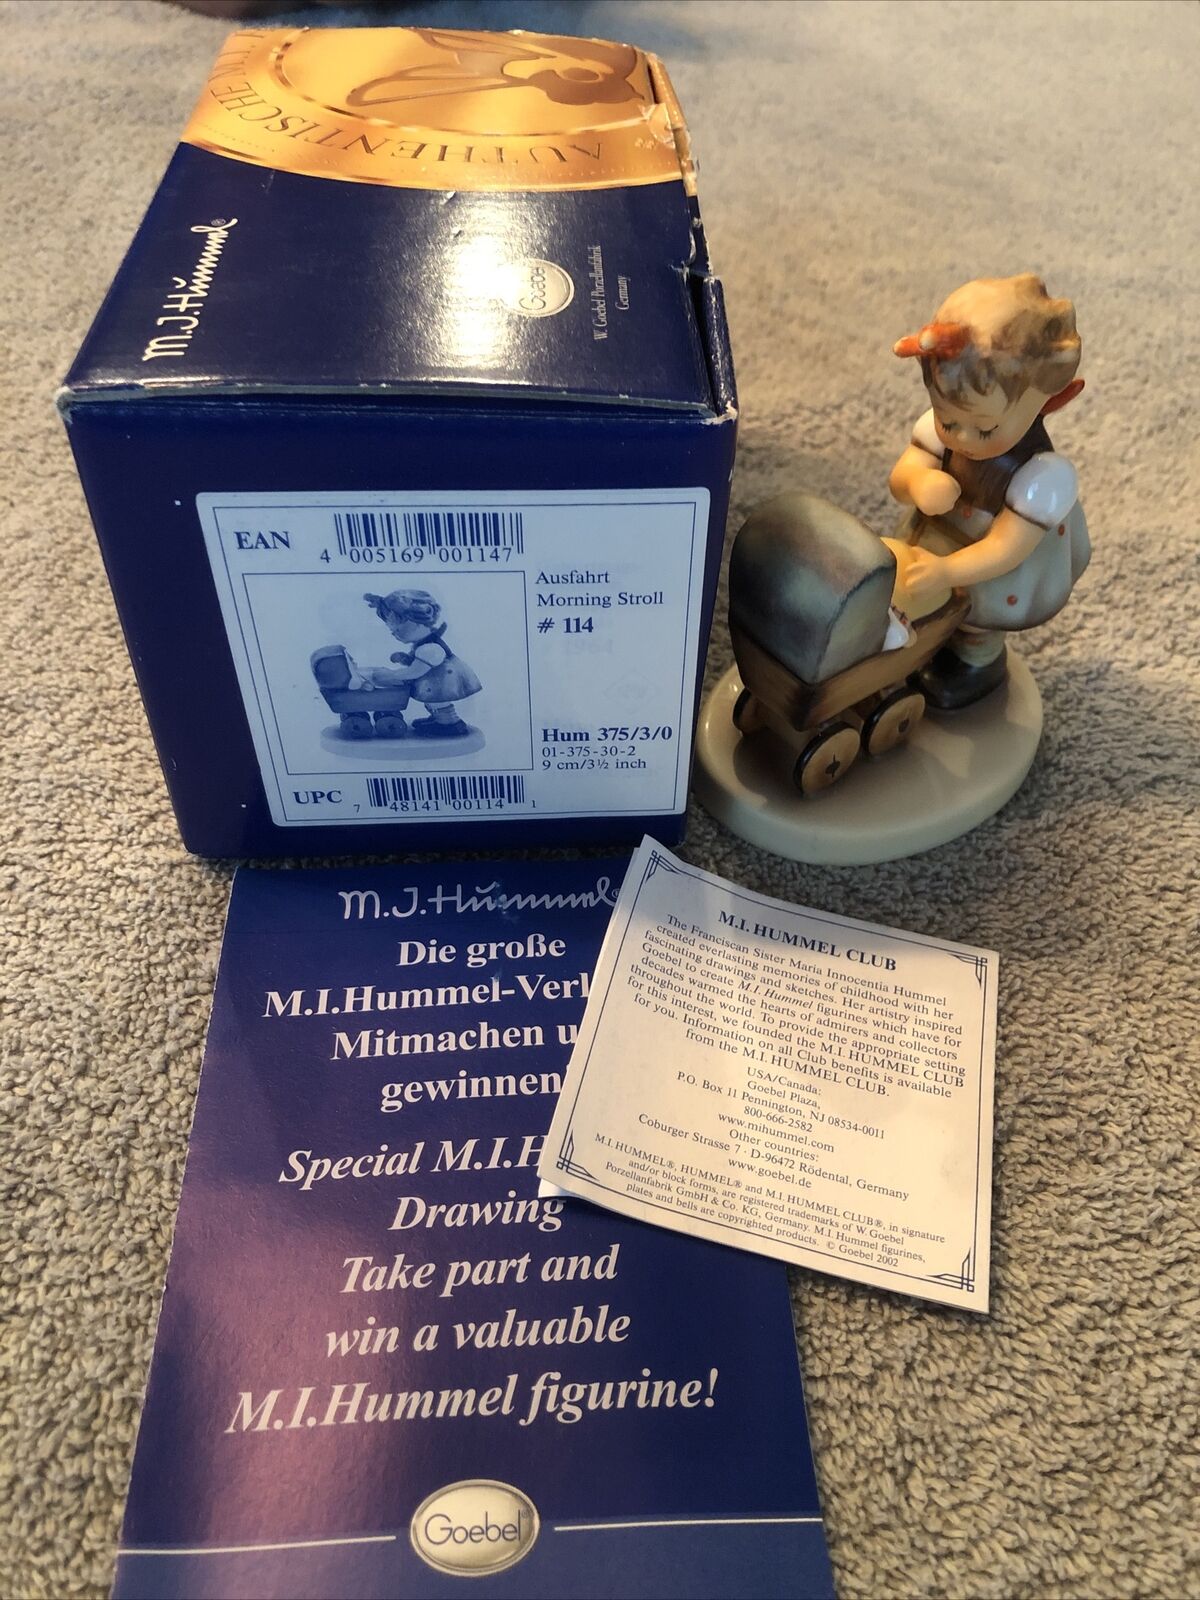 AUTHENTISCHE
M.J.Hummel®
Goebel
W. Goebel Porzellanfabrik
Germany
EAN
4 005169 001147
Ausfahrt
Morning Stroll
# 114
Hum 375/3/0
01-375-30-2
9 cm/3½ inch
UPC
7 48141 00114 1
M.J.Hummel®
Die große
M.I.Hummel-Verl
Mitmachen u
gewinnen
Special M.I.H
Drawing
Take part and
win a valuable
M.I.Hummel figurine!
Goebel®
M.I. HUMMEL CLUB
The Franciscan Sister Maria Innocentia Hummel
created everlasting memories of childhood with her
fascinating drawings and sketches. Her artistry inspired
Goebel to create M.I. Hummel figurines which have for
decades warmed the hearts of admirers and collectors
throughout the world. To provide the appropriate setting
for this interest, we founded the M.I. HUMMEL CLUB
for you. Information on all Club benefits is available
from the M.I. HUMMEL CLUB.
USA/Canada:
Goebel Plaza,
P.O. Box 11 Pennington, NJ 08534-0011
800-666-2582
www.mihummel.com
Other countries:
Coburger Strasse 7 · D-96472 Rödental, Germany
www.goebel.de
M.I. HUMMEL®, HUMMEL® and M.I. HUMMEL CLUB®, in signature
and/or block forms, are registered trademarks of W. Goebel
Porzellanfabrik GmbH & Co. KG, Germany. M.I. Hummel figurines,
plates and bells are copyrighted products. © Goebel 2002